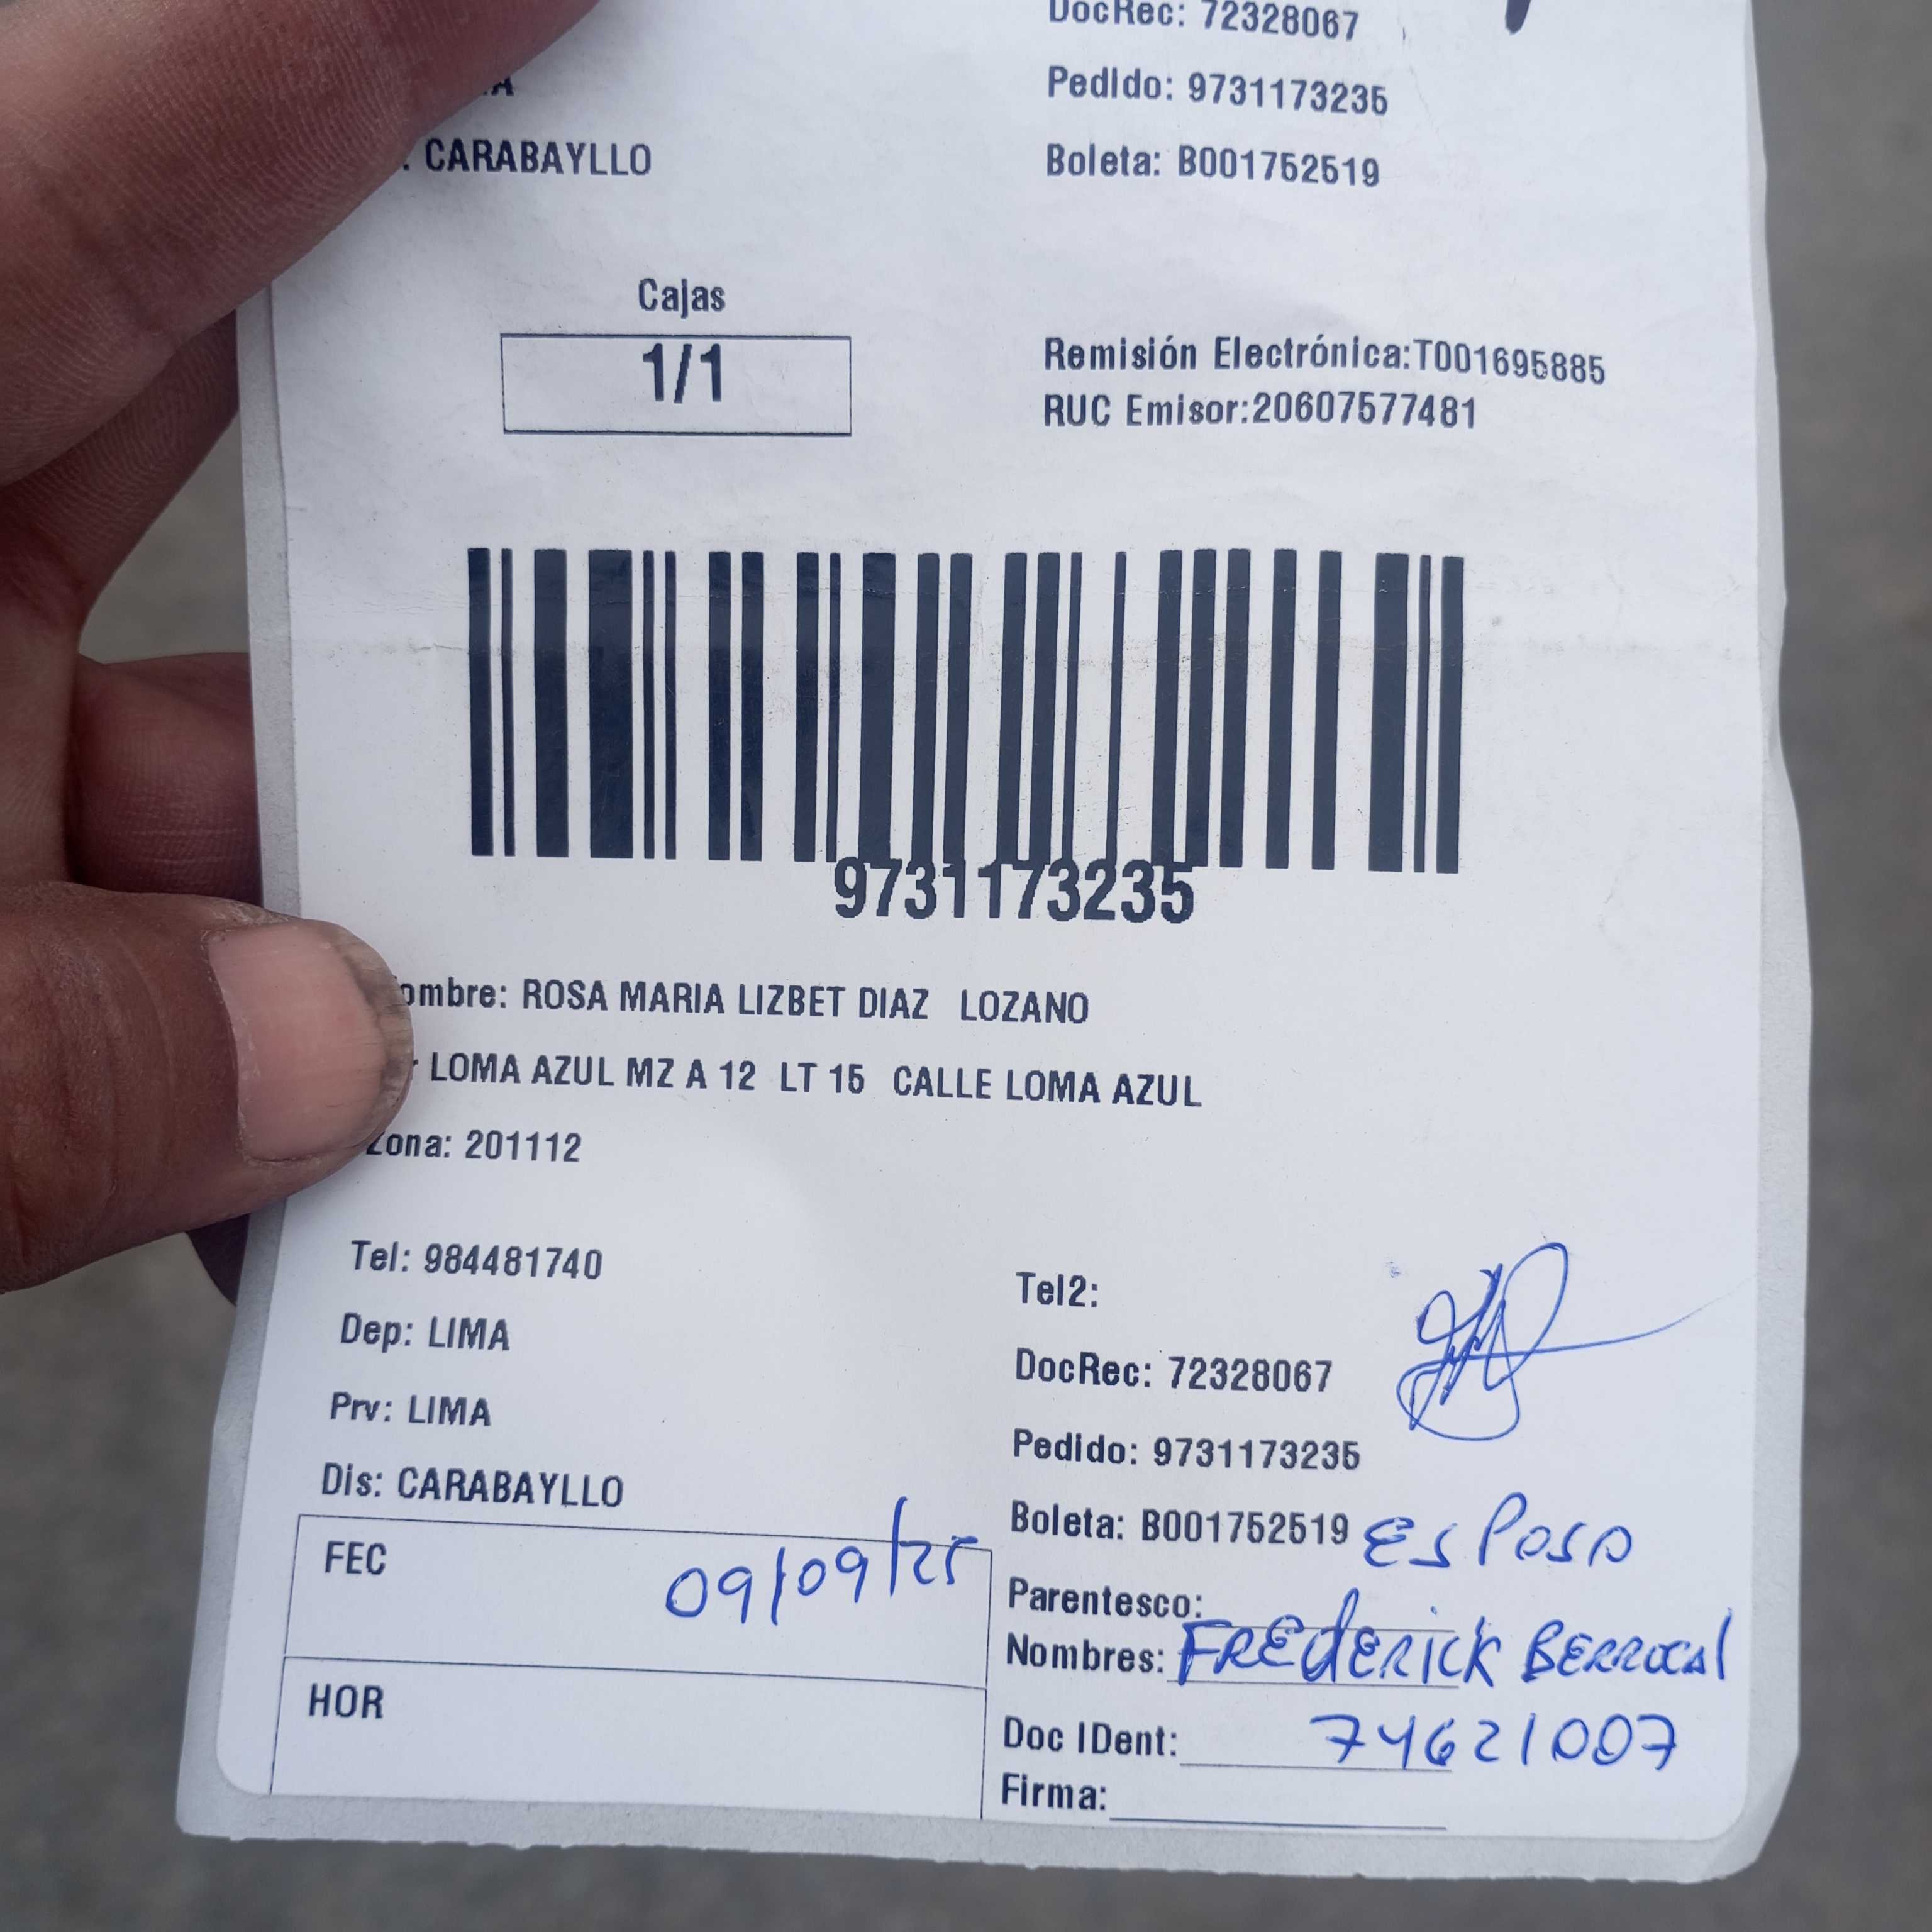 DocRec: 72328067
Pedido: 9731173235
CARABAYLLO
Boleta: B001752519
Cajas
1/1
Remisión Electrónica:T001695885
RUC Emisor:20607577481
9731173235
ombre: ROSA MARIA LIZBET DIAZ LOZANO
LOMA AZUL MZ A 12 LT 15 CALLE LOMA AZUL
Zona: 201112
Tel: 984481740
Tel2:
Dep: LIMA
DocRec: 72328067
Prv: LIMA
Pedido: 9731173235
Dis: CARABAYLLO
Boleta: B001752519
ESPOSO
FEC 09/09/25
Parentesco:
Nombres: FREdERICK BERROCAl
HOR
Doc IDent: 74621007
Firma: